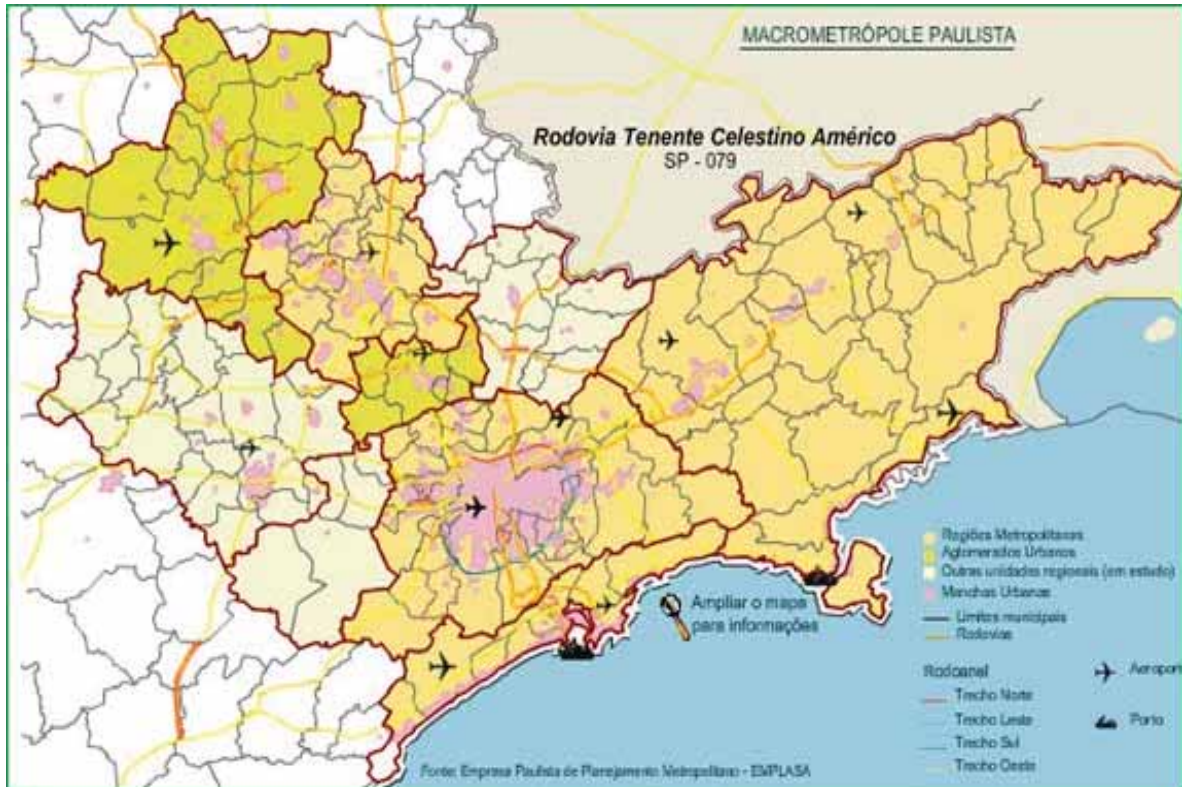 MACROMETRÓPOLE PAULISTA
Rodovia Tenente Celestino Américo
SP - 079
Ampliar o mapa
para informações
Regiões Metropolitanas
Aglomerados Urbanos
Outras unidades regionais (em estudo)
Manchas Urbanas
Limites municipais
Rodovias
Rodoanel
Trecho Norte
Trecho Leste
Trecho Sul
Trecho Oeste
Aeroport
Porto
Fonte: Empresa Paulista de Planejamento Metropolitano - EMPLASA